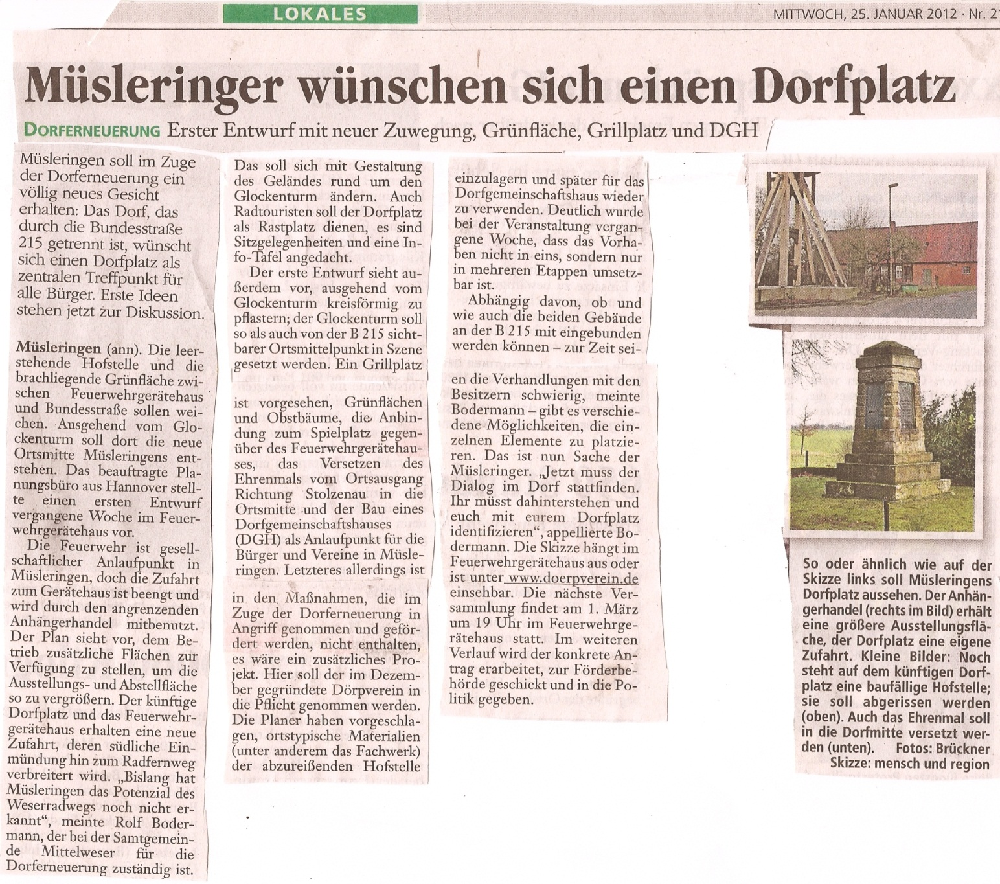 LOKALES
MITTWOCH, 25. JANUAR 2012 · Nr. 21
Müsleringer wünschen sich einen Dorfplatz
DORFERNEUERUNG Erster Entwurf mit neuer Zuwegung, Grünfläche, Grillplatz und DGH
Müsleringen soll im Zuge
der Dorferneuerung ein
völlig neues Gesicht
erhalten: Das Dorf, das
durch die Bundesstraße
215 getrennt ist, wünscht
sich einen Dorfplatz als
zentralen Treffpunkt für
alle Bürger. Erste Ideen
stehen jetzt zur Diskussion.
Müsleringen (ann). Die leer-
stehende Hofstelle und die
brachliegende Grünfläche zwi-
schen Feuerwehrgerätehaus
und Bundesstraße sollen wei-
chen. Ausgehend vom Glo-
ckenturm soll dort die neue
Ortsmitte Müsleringens ent-
stehen. Das beauftragte Pla-
nungsbüro aus Hannover stell-
te einen ersten Entwurf
vergangene Woche im Feuer-
wehrgerätehaus vor.
Die Feuerwehr ist gesell-
schaftlicher Anlaufpunkt in
Müsleringen, doch die Zufahrt
zum Gerätehaus ist beengt und
wird durch den angrenzenden
Anhängerhandel mitbenutzt.
Der Plan sieht vor, dem Be-
trieb zusätzliche Flächen zur
Verfügung zu stellen, um die
Ausstellungs- und Abstellfläche
so zu vergrößern. Der künftige
Dorfplatz und das Feuerwehr-
gerätehaus erhalten eine neue
Zufahrt, deren südliche Ein-
mündung hin zum Radfernweg
verbreitert wird. „Bislang hat
Müsleringen das Potenzial des
Weserradwegs noch nicht er-
kannt“, meinte Rolf Boder-
mann, der bei der Samtgemein-
de Mittelweser für die
Dorferneuerung zuständig ist.
Das soll sich mit Gestaltung
des Geländes rund um den
Glockenturm ändern. Auch
Radtouristen soll der Dorfplatz
als Rastplatz dienen, es sind
Sitzgelegenheiten und eine In-
fo-Tafel angedacht.
Der erste Entwurf sieht au-
ßerdem vor, ausgehend vom
Glockenturm kreisförmig zu
pflastern; der Glockenturm soll
so als auch von der B 215 sicht-
barer Ortsmittelpunkt in Szene
gesetzt werden. Ein Grillplatz
ist vorgesehen, Grünflächen
und Obstbäume, die Anbin-
dung zum Spielplatz gegen-
über des Feuerwehrgerätehau-
ses, das Versetzen des
Ehrenmals vom Ortsausgang
Richtung Stolzenau in die
Ortsmitte und der Bau eines
Dorfgemeinschaftshauses
(DGH) als Anlaufpunkt für die
Bürger und Vereine in Müsle-
ringen. Letzteres allerdings ist
in den Maßnahmen, die im
Zuge der Dorferneuerung in
Angriff genommen und geför-
dert werden, nicht enthalten,
es wäre ein zusätzliches Pro-
jekt. Hier soll der im Dezem-
ber gegründete Dörpverein in
die Pflicht genommen werden.
Die Planer haben vorgeschla-
gen, ortstypische Materialien
(unter anderem das Fachwerk)
der abzureißenden Hofstelle
einzulagern und später für das
Dorfgemeinschaftshaus wieder
zu verwenden. Deutlich wurde
bei der Veranstaltung vergan-
gene Woche, dass das Vorha-
ben nicht in eins, sondern nur
in mehreren Etappen umsetz-
bar ist.
Abhängig davon, ob und
wie auch die beiden Gebäude
an der B 215 mit eingebunden
werden können – zur Zeit sei-
en die Verhandlungen mit den
Besitzern schwierig, meinte
Bodermann – gibt es verschie-
dene Möglichkeiten, die ein-
zelnen Elemente zu platzie-
ren. Das ist nun Sache der
Müsleringer. „Jetzt muss der
Dialog im Dorf stattfinden.
Ihr müsst dahinterstehen und
euch mit eurem Dorfplatz
identifizieren“, appellierte Bo-
dermann. Die Skizze hängt im
Feuerwehrgerätehaus aus oder
ist unter www.doerpverein.de
einsehbar. Die nächste Ver-
sammlung findet am 1. März
um 19 Uhr im Feuerwehrge-
rätehaus statt. Im weiteren
Verlauf wird der konkrete An-
trag erarbeitet, zur Förderbe-
hörde geschickt und in die Po-
litik gegeben.
So oder ähnlich wie auf der
Skizze links soll Müsleringens
Dorfplatz aussehen. Der Anhän-
gerhandel (rechts im Bild) erhält
eine größere Ausstellungsflä-
che, der Dorfplatz eine eigene
Zufahrt. Kleine Bilder: Noch
steht auf dem künftigen Dorf-
platz eine baufällige Hofstelle;
sie soll abgerissen werden
(oben). Auch das Ehrenmal soll
in die Dorfmitte versetzt wer-
den (unten). Fotos: Brückner
Skizze: mensch und region